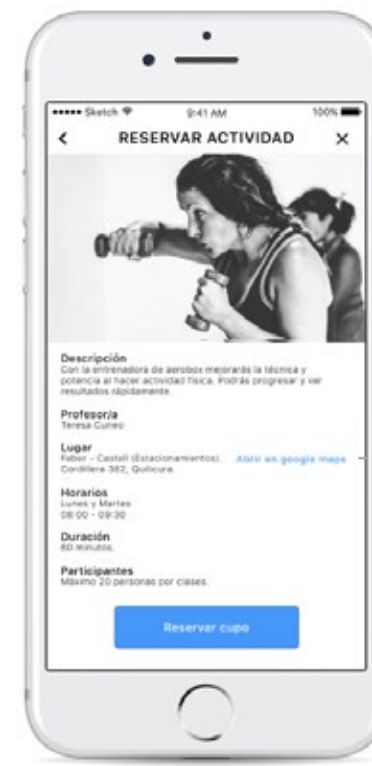 Sketch 9:41 AM 100%
RESERVAR ACTIVIDAD
Descripción
Con la entrenadora de aerobox mejorarás la técnica y
potencia al hacer actividad física. Podrás progresar y ver
resultados rápidamente.
Profesor/a
Teresa Cuneo
Lugar
Faber - Castell (Estacionamientos). Abrir en google maps
Cordillera 382, Quilicura.
Horarios
Lunes y Martes
08:00 - 09:30
Duración
60 minutos.
Participantes
Máximo 20 personas por clases.
Reservar cupo